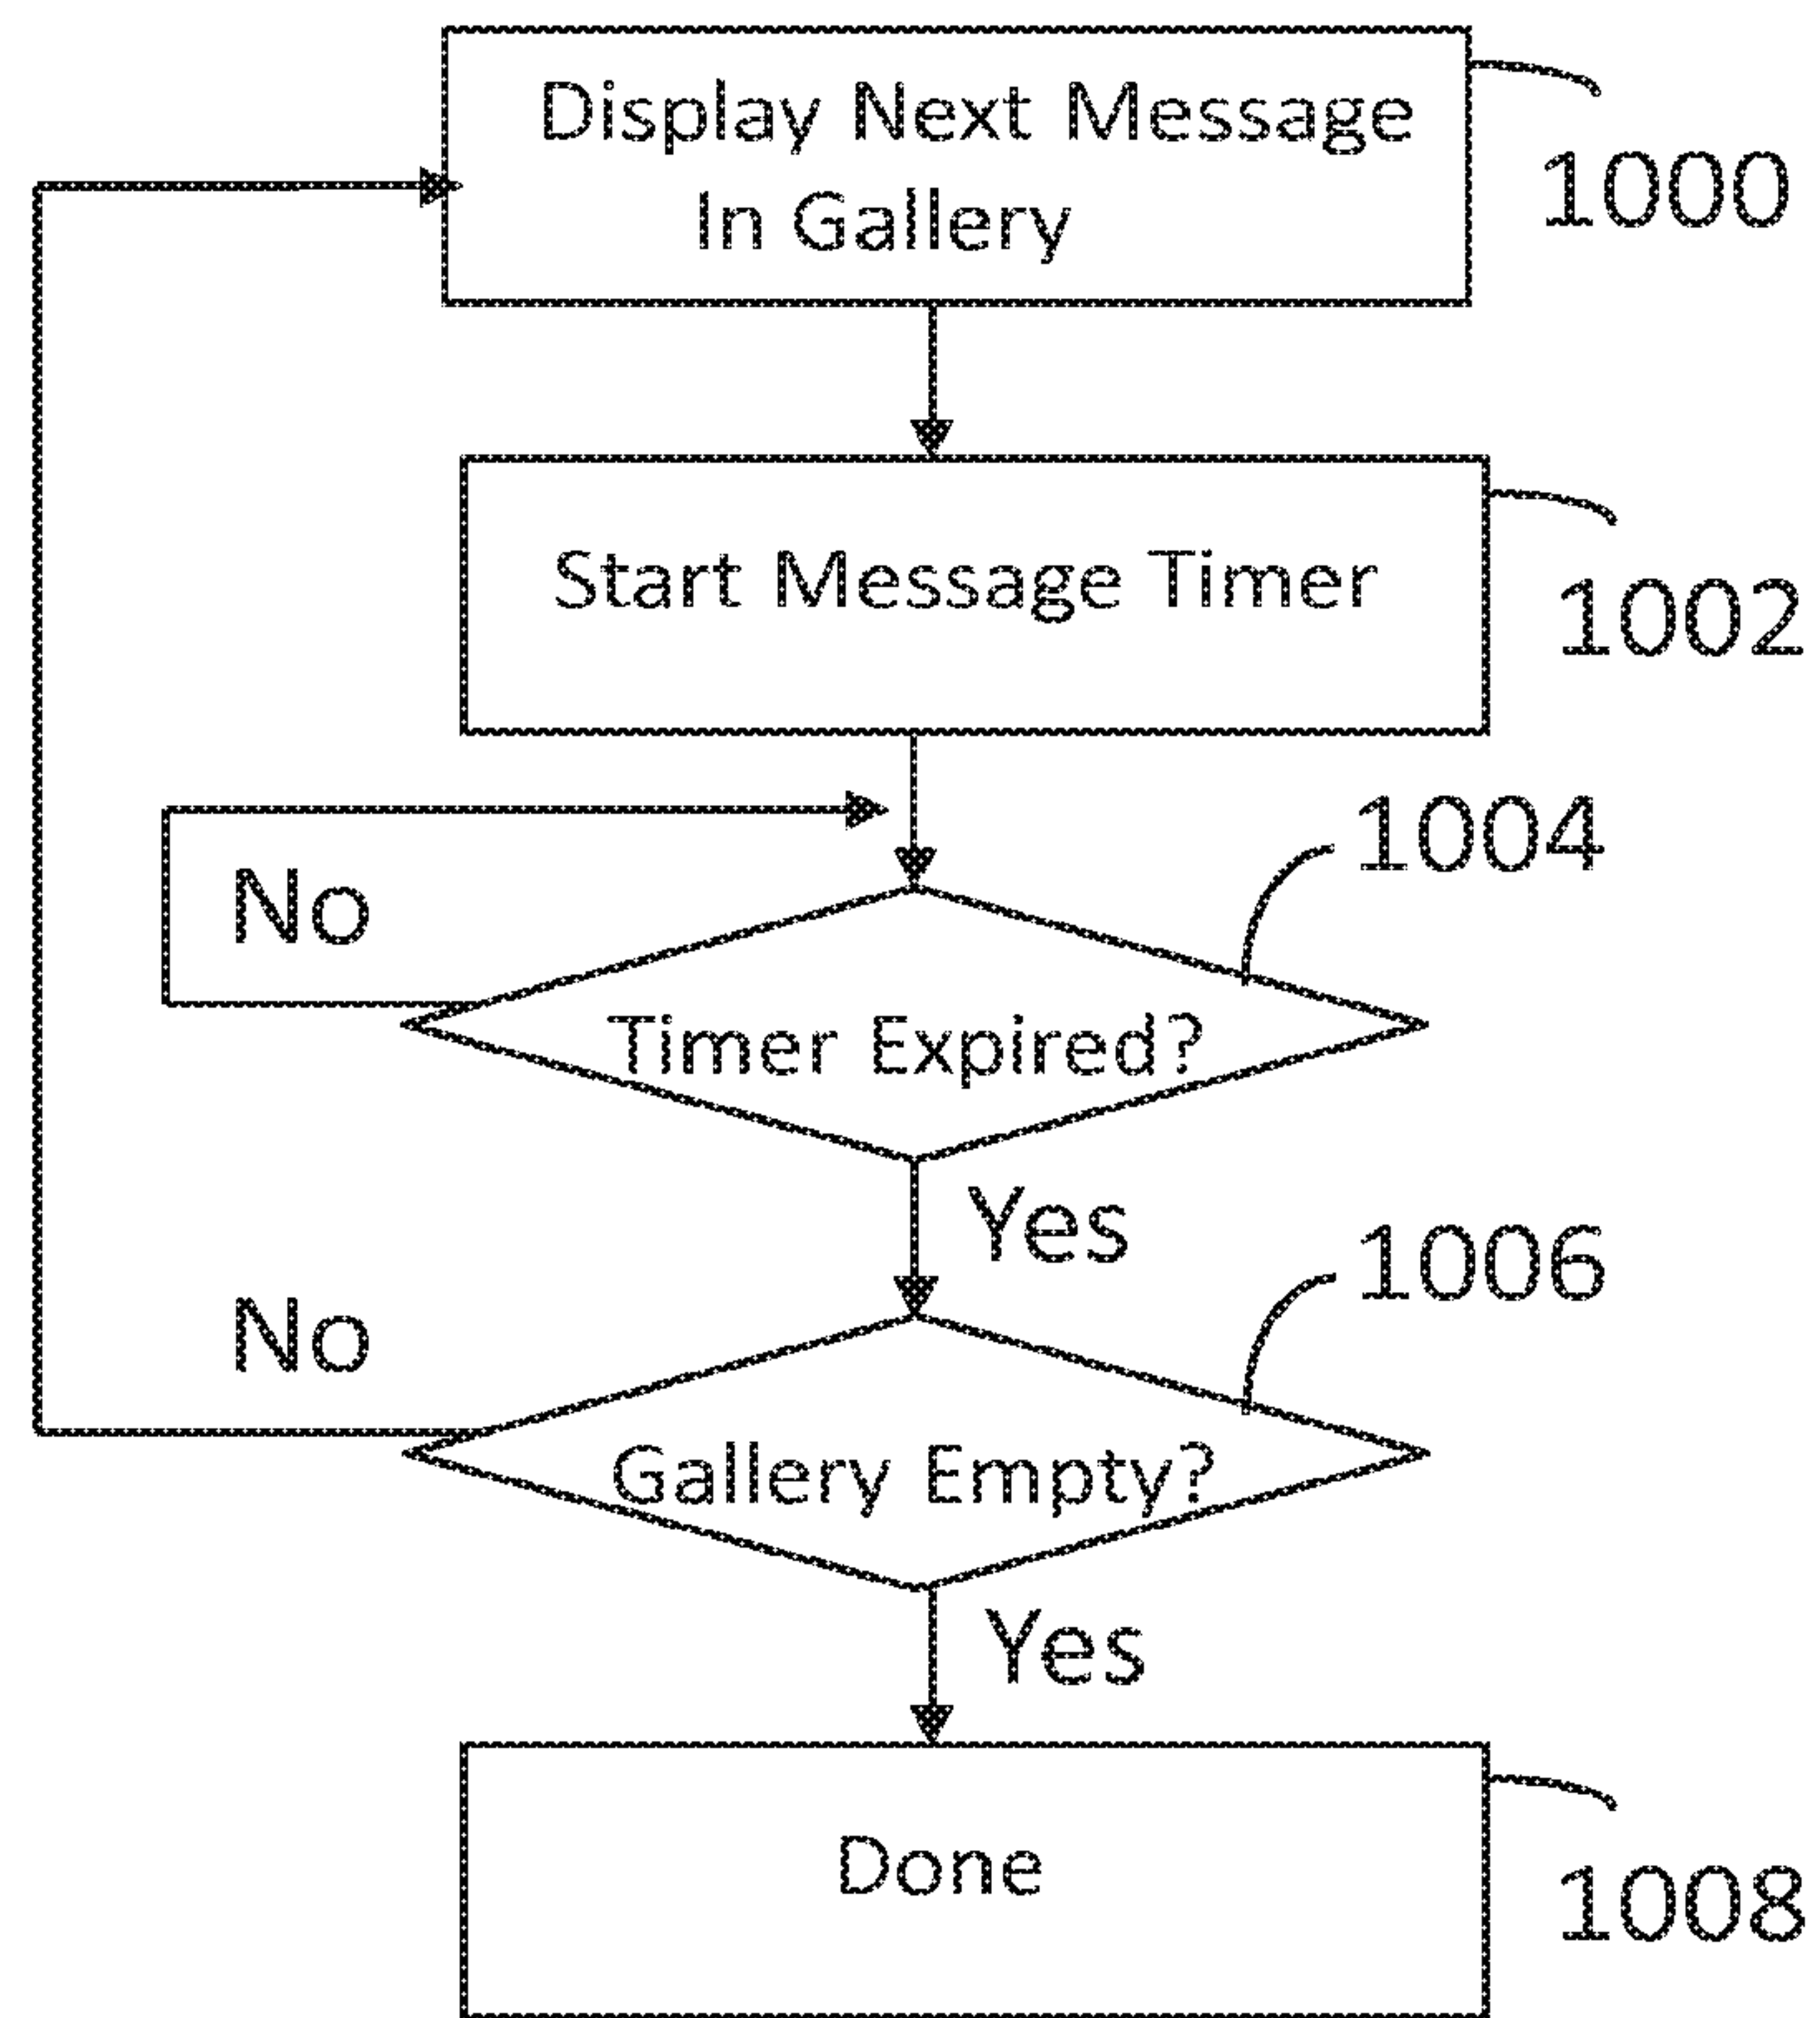 Display Next Message
In Gallery
1000
Start Message Timer
1002
1004
No
Timer Expired?
Yes
1006
No
Gallery Empty?
Yes
Done
1008